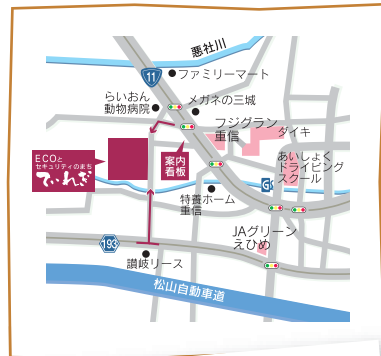 悪社川
11
ファミリーマート
らいおん
動物病院
メガネの三城
フジグラン
重信
ダイキ
ECOと
セキュリティのまち
ていれぎ
案内
看板
あいしょく
ドライビング
スクール
G
特養ホーム
重信
JAグリーン
えひめ
193
讃岐リース
松山自動車道